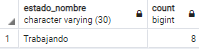 estado_nombre count
character varying (30) bigint
1 Trabajando 8